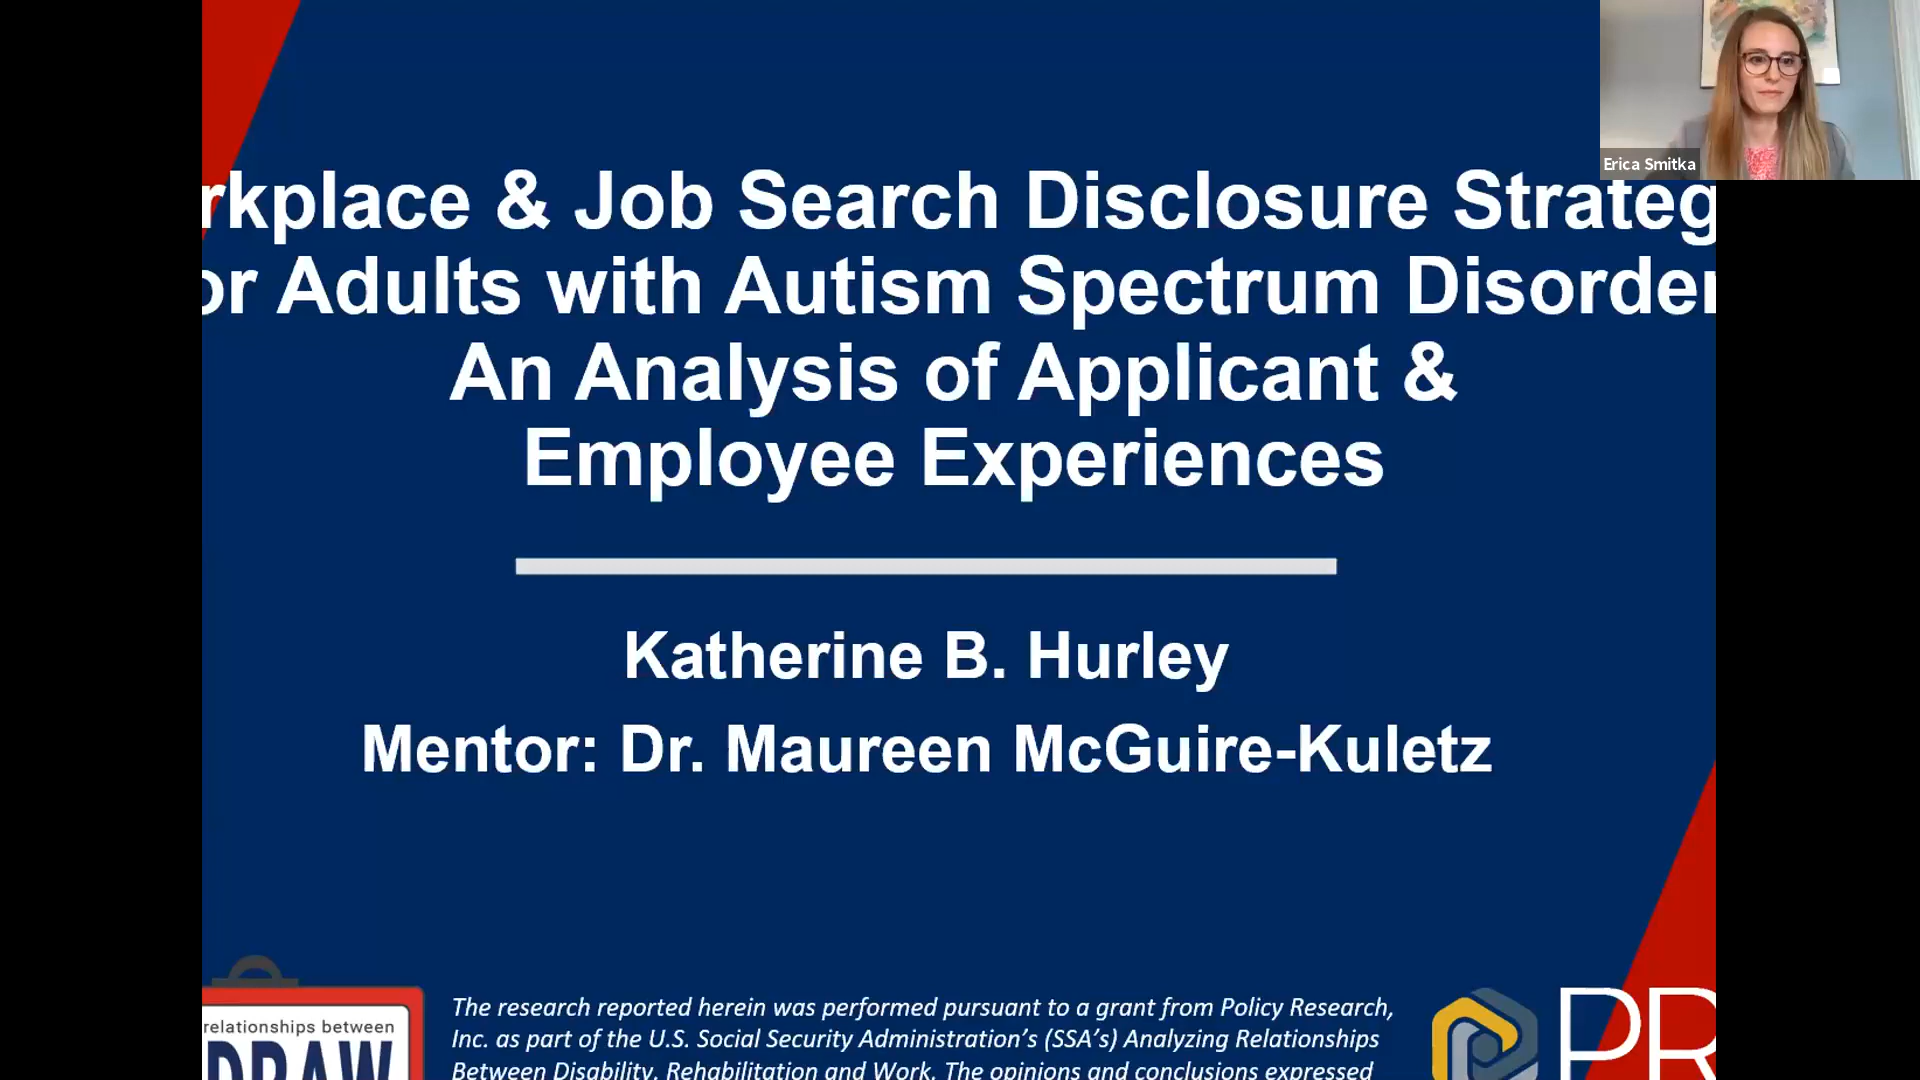 Erica Smitka
rkplace & Job Search Disclosure Strateg
or Adults with Autism Spectrum Disorder
An Analysis of Applicant &
Employee Experiences
Katherine B. Hurley
Mentor: Dr. Maureen McGuire-Kuletz
relationships between
DRAW
The research reported herein was performed pursuant to a grant from Policy Research,
Inc. as part of the U.S. Social Security Administration’s (SSA’s) Analyzing Relationships
Between Disability, Rehabilitation and Work. The opinions and conclusions expressed
PR